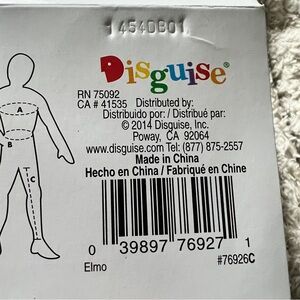 1454DB01
Disguise®
RN 75092
CA # 41535 Distributed by:
Distribuido por: / Distribué par:
© 2014 Disguise, Inc.
Poway, CA 92064
www.disguise.com Tel: (877) 875-2557
Made in China
Hecho en China / Fabriqué en Chine
A
B
C
0 39897 76927 1
Elmo #76926C